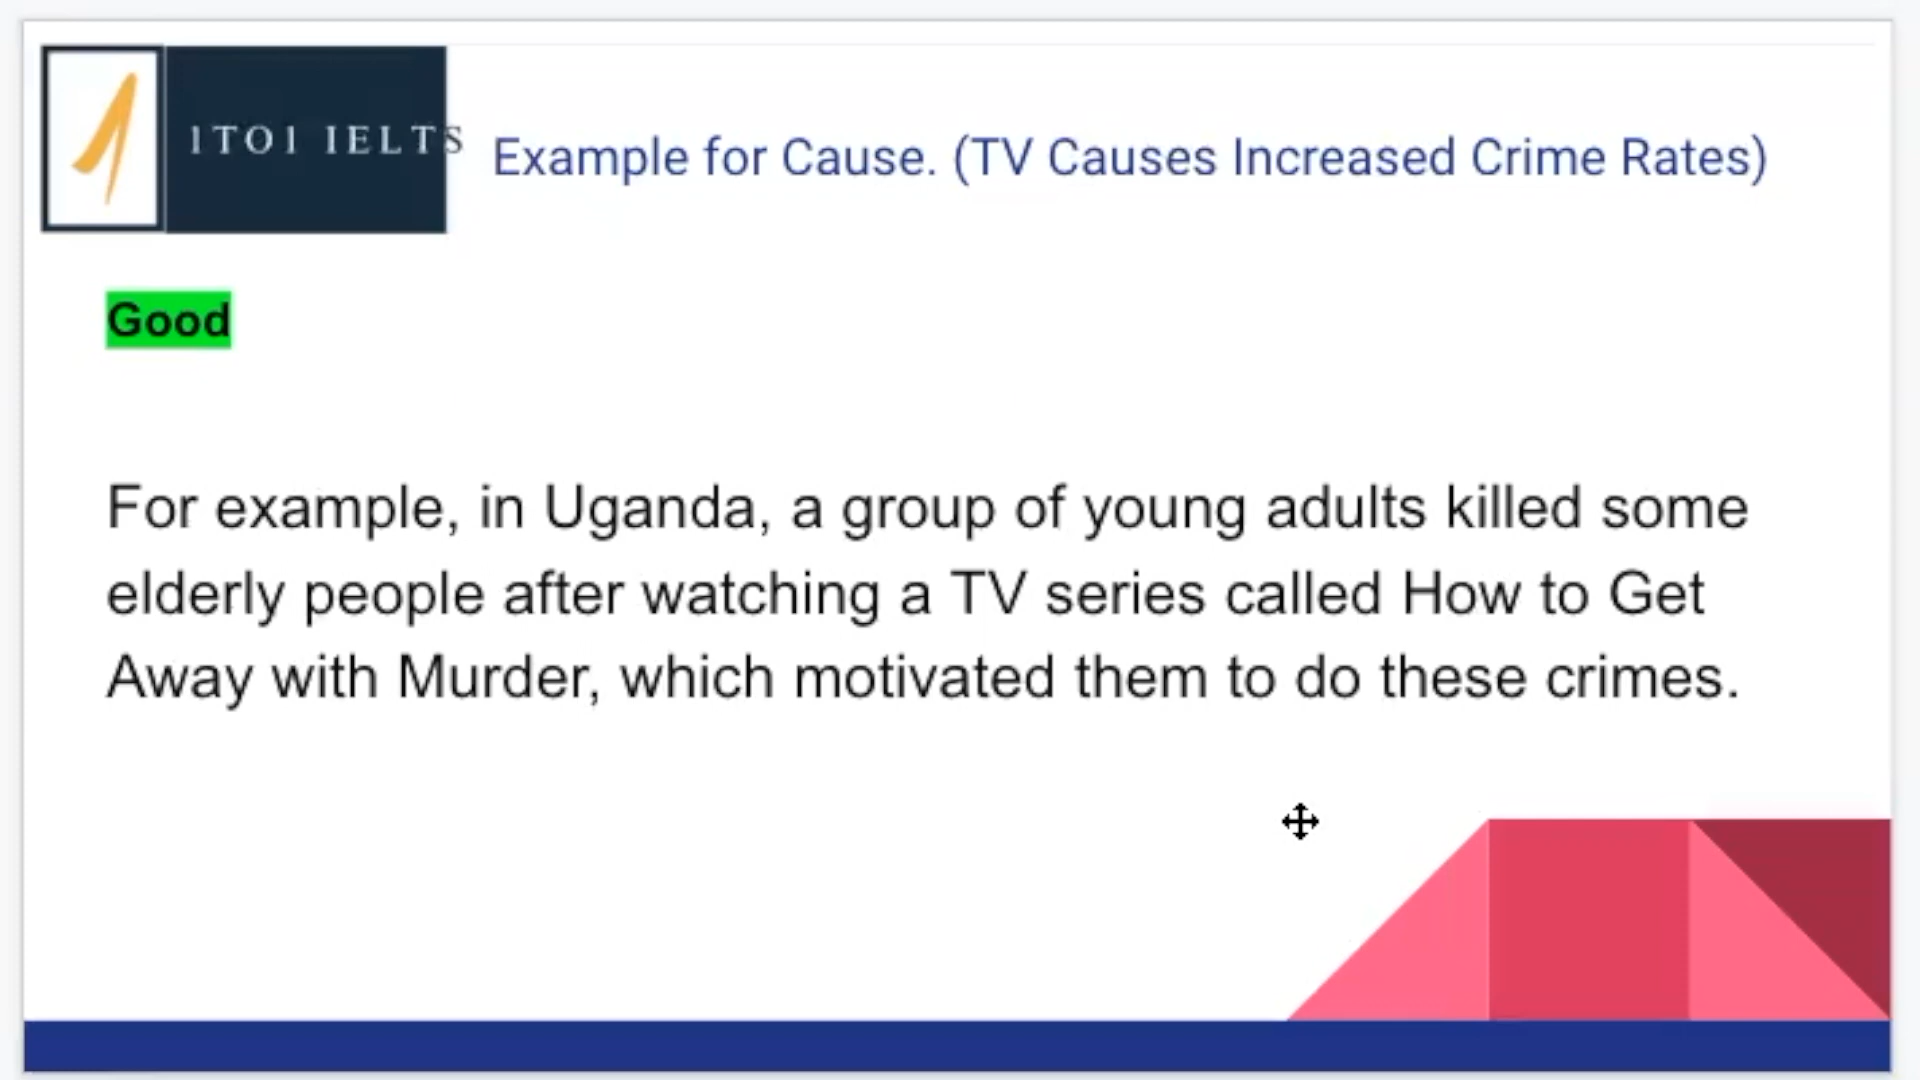 1TO1 IELTS
Example for Cause. (TV Causes Increased Crime Rates)
Good
For example, in Uganda, a group of young adults killed some
elderly people after watching a TV series called How to Get
Away with Murder, which motivated them to do these crimes.